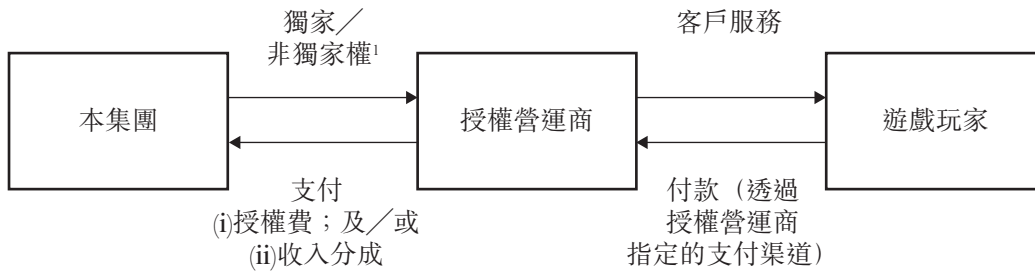 獨家／
非獨家權¹
客戶服務
本集團
授權營運商
遊戲玩家
支付
(i)授權費；及／或
(ii)收入分成
付款（透過
授權營運商
指定的支付渠道）